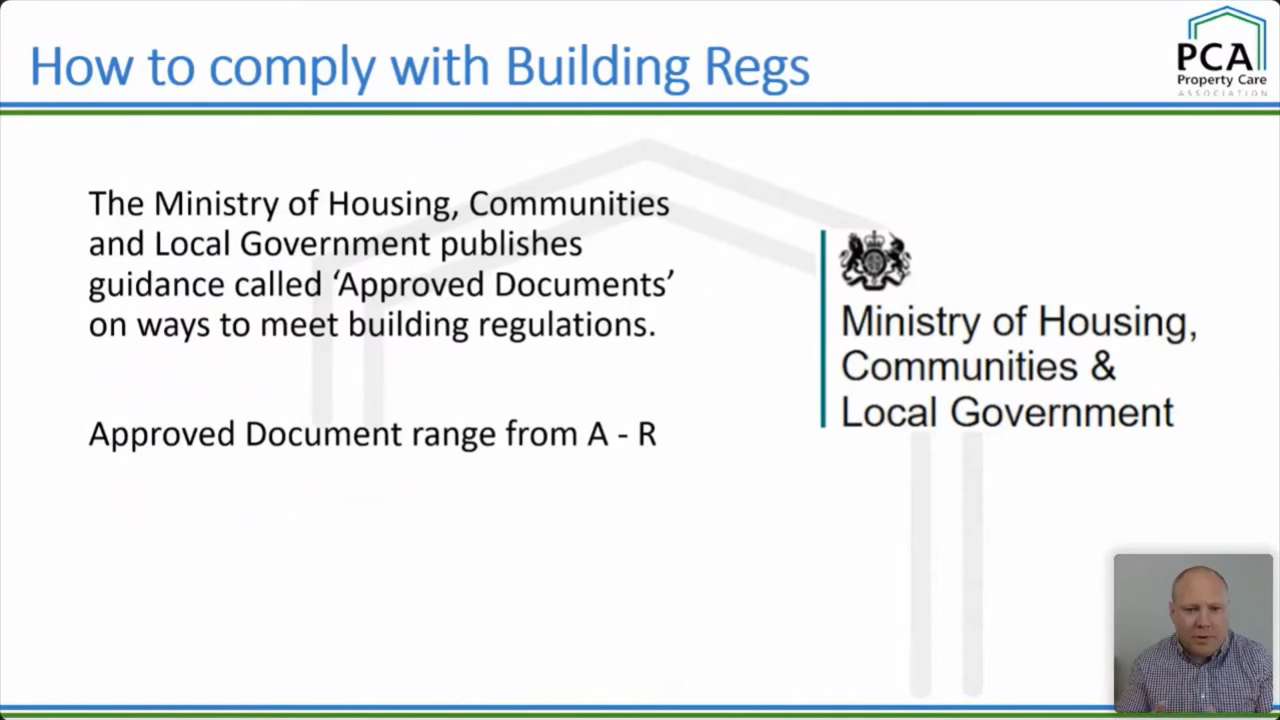 How to comply with Building Regs
PCA
Property Care
ASSOCIATION
The Ministry of Housing, Communities
and Local Government publishes
guidance called ‘Approved Documents’
on ways to meet building regulations.
Approved Document range from A - R
Ministry of Housing,
Communities &
Local Government